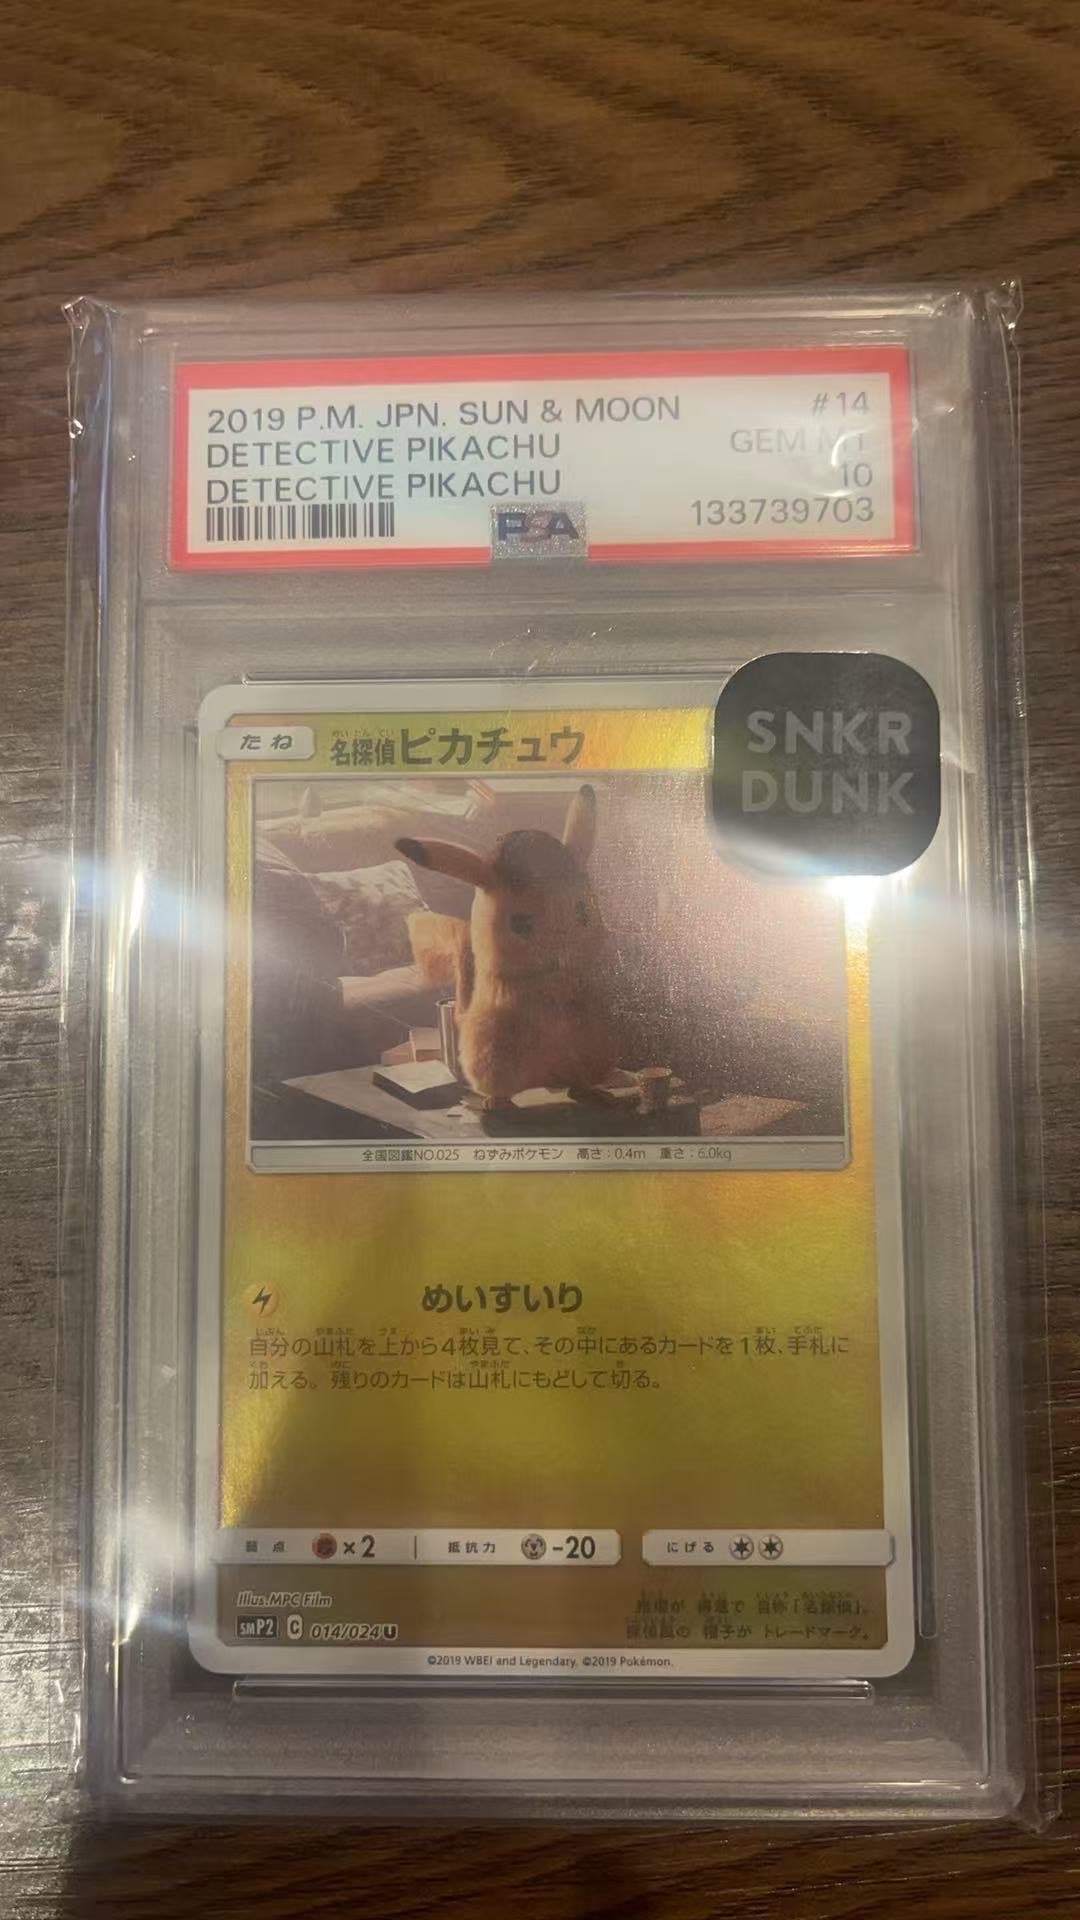 2019 P.M. JPN. SUN & MOON #14
DETECTIVE PIKACHU GEM MT
DETECTIVE PIKACHU 10
133739703
PSA
SNKR
DUNK
たね 名探偵ピカチュウ
全国図鑑NO.025 ねずみポケモン 高さ:0.4m 重さ:6.0kg
めいすいり
自分の山札を上から4枚見て、その中にあるカードを1枚、手札に
加える。残りのカードは山札にもどして切る。
弱点 ×2 抵抗力 -20 にげる
Illus.MPC Film
推理が 得意で 自称「名探偵」。
SMP2 C 014/024 U
探偵風の 帽子が トレードマーク。
©2019 WBEI and Legendary. ©2019 Pokémon.